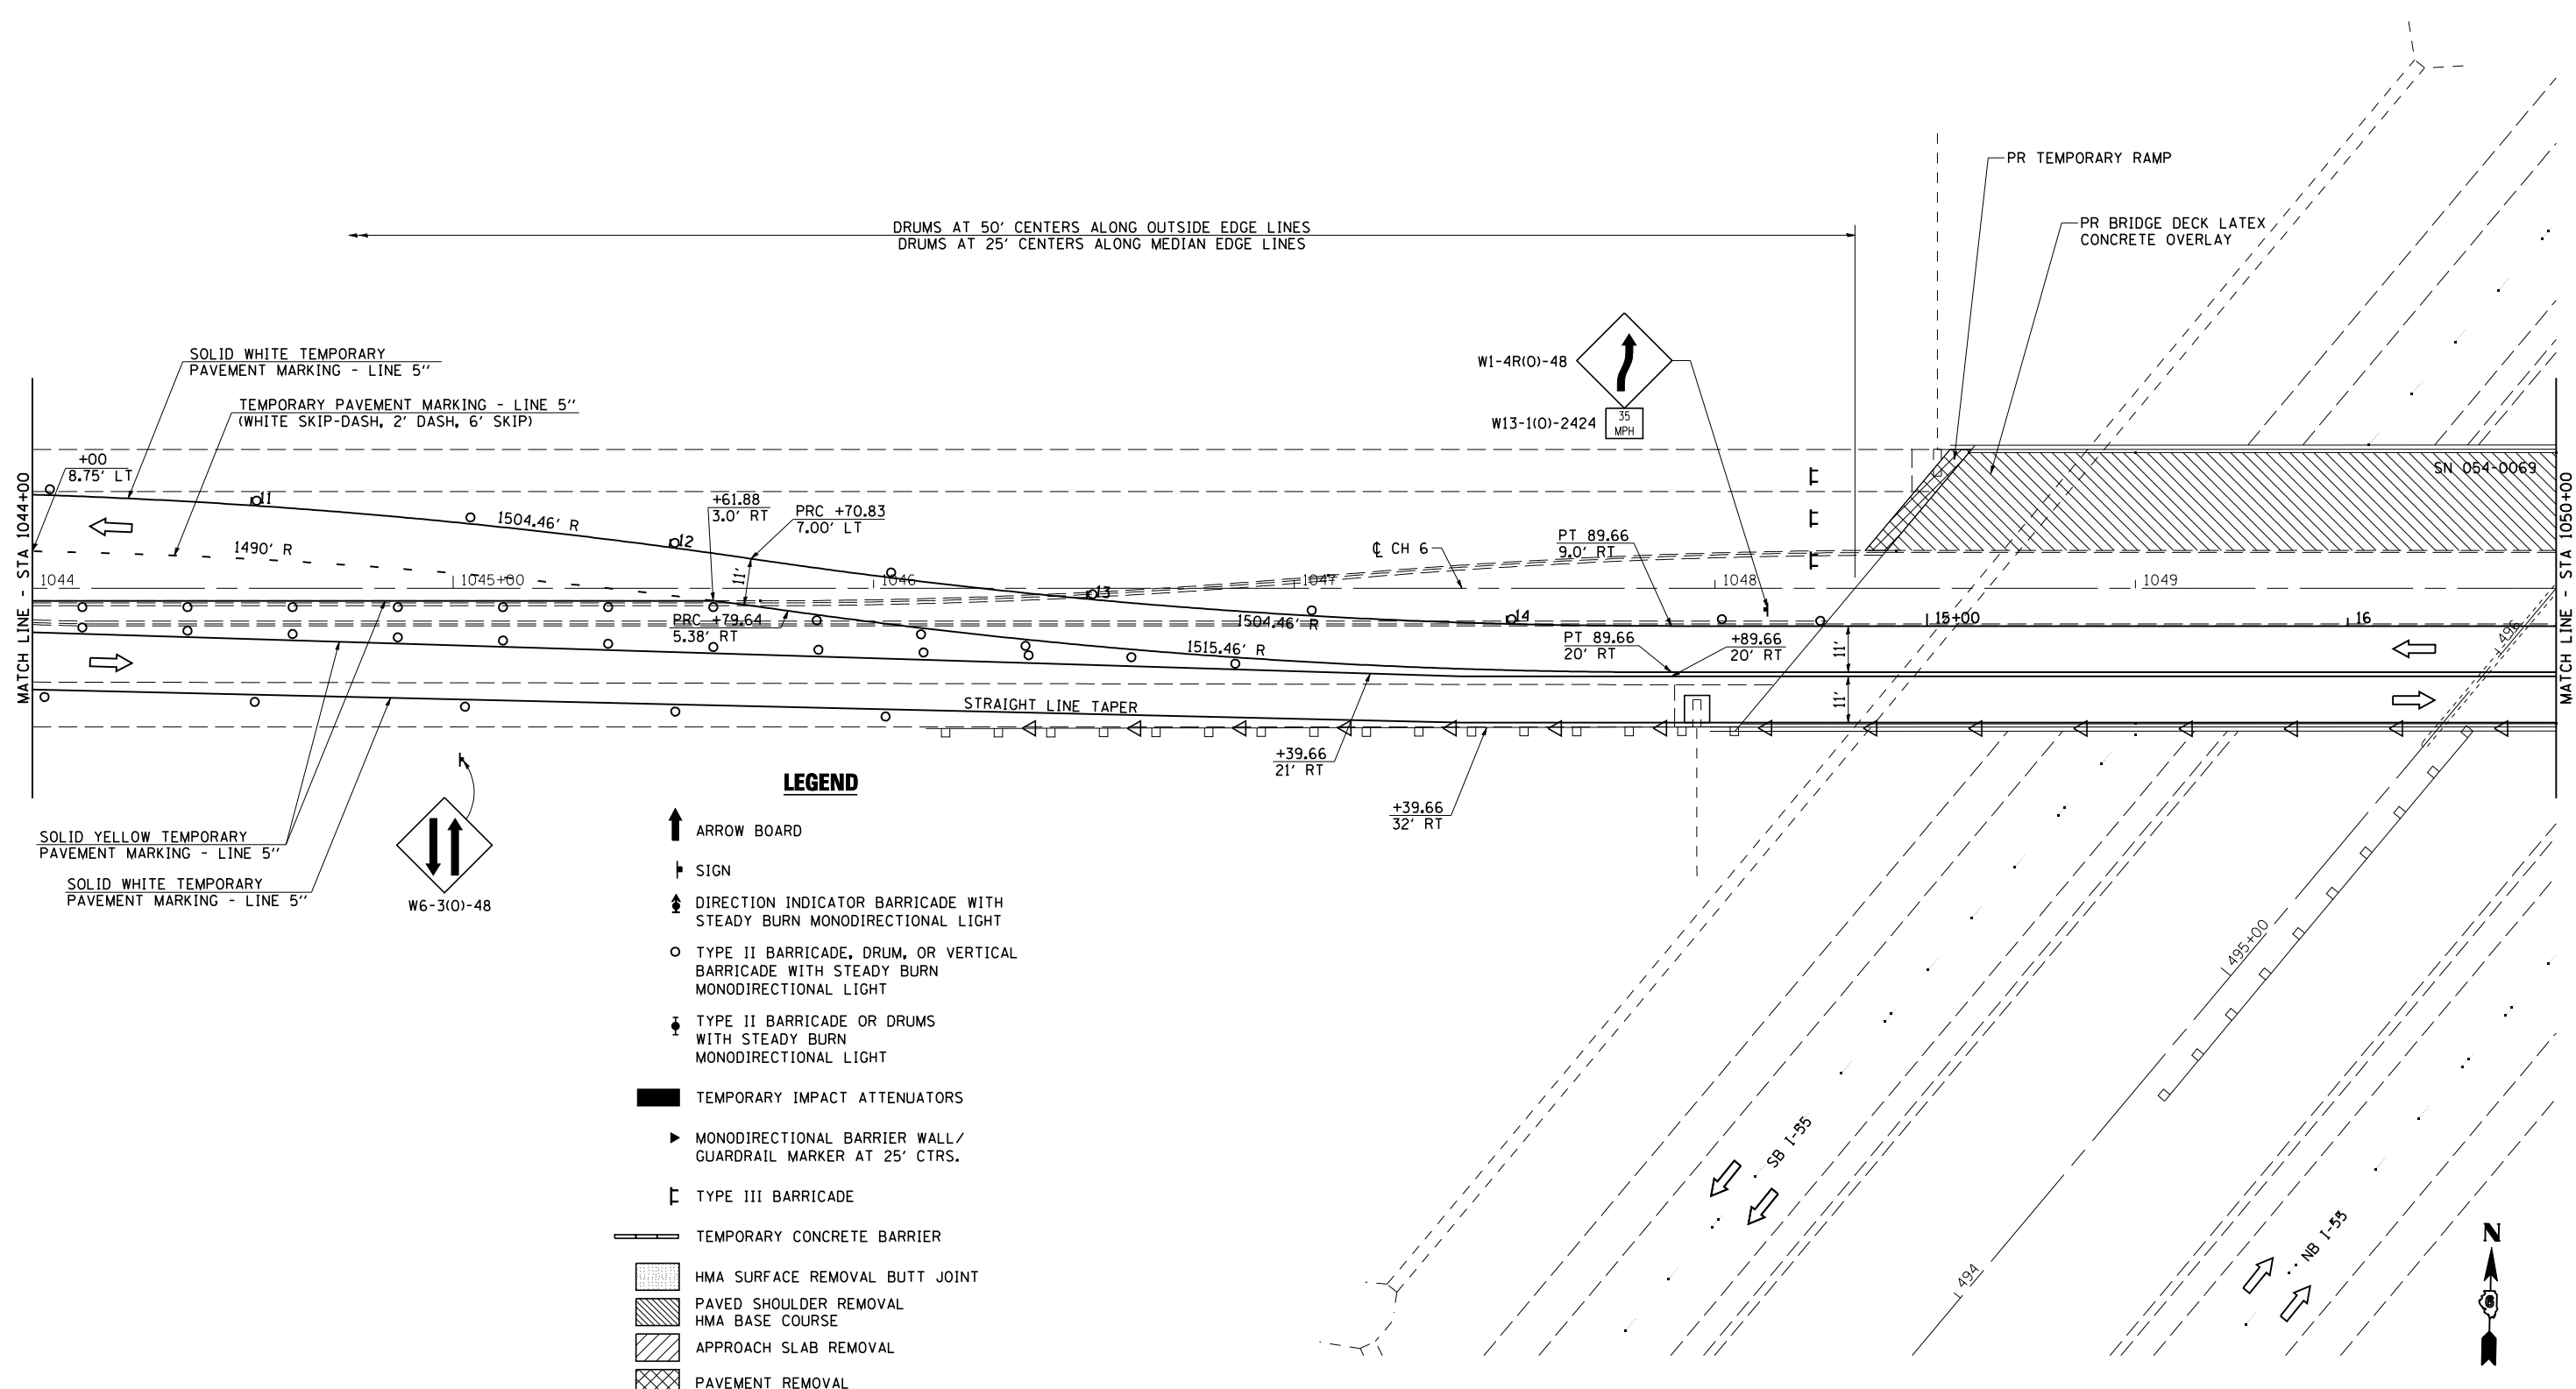 PR TEMPORARY RAMP
DRUMS AT 50' CENTERS ALONG OUTSIDE EDGE LINES
DRUMS AT 25' CENTERS ALONG MEDIAN EDGE LINES
PR BRIDGE DECK LATEX
CONCRETE OVERLAY
SOLID WHITE TEMPORARY
PAVEMENT MARKING - LINE 5''
TEMPORARY PAVEMENT MARKING - LINE 5''
(WHITE SKIP-DASH, 2' DASH, 6' SKIP)
W1-4R(O)-48
W13-1(O)-2424
35
MPH
+00
8.75' LT
SN 054-0069
MATCH LINE - STA 1044+00
MATCH LINE - STA 1050+00
11
1504.46' R
12
+61.88
3.0' RT
PRC +70.83
7.00' LT
1490' R
11'
₵ CH 6
PT 89.66
9.0' RT
1044
1045+00
1046
1047
1048
1049
13
PRC +79.64
5.38' RT
1504.46' R
14
15+00
16
496
1515.46' R
PT 89.66
20' RT
+89.66
20' RT
11'
11'
STRAIGHT LINE TAPER
+39.66
21' RT
+39.66
32' RT
SOLID YELLOW TEMPORARY
PAVEMENT MARKING - LINE 5''
SOLID WHITE TEMPORARY
PAVEMENT MARKING - LINE 5''
W6-3(O)-48
LEGEND
ARROW BOARD
SIGN
DIRECTION INDICATOR BARRICADE WITH
STEADY BURN MONODIRECTIONAL LIGHT
TYPE II BARRICADE, DRUM, OR VERTICAL
BARRICADE WITH STEADY BURN
MONODIRECTIONAL LIGHT
TYPE II BARRICADE OR DRUMS
WITH STEADY BURN
MONODIRECTIONAL LIGHT
TEMPORARY IMPACT ATTENUATORS
MONODIRECTIONAL BARRIER WALL/
GUARDRAIL MARKER AT 25' CTRS.
TYPE III BARRICADE
TEMPORARY CONCRETE BARRIER
HMA SURFACE REMOVAL BUTT JOINT
PAVED SHOULDER REMOVAL
HMA BASE COURSE
APPROACH SLAB REMOVAL
PAVEMENT REMOVAL
495+00
494
SB I-55
NB I-55
N
6